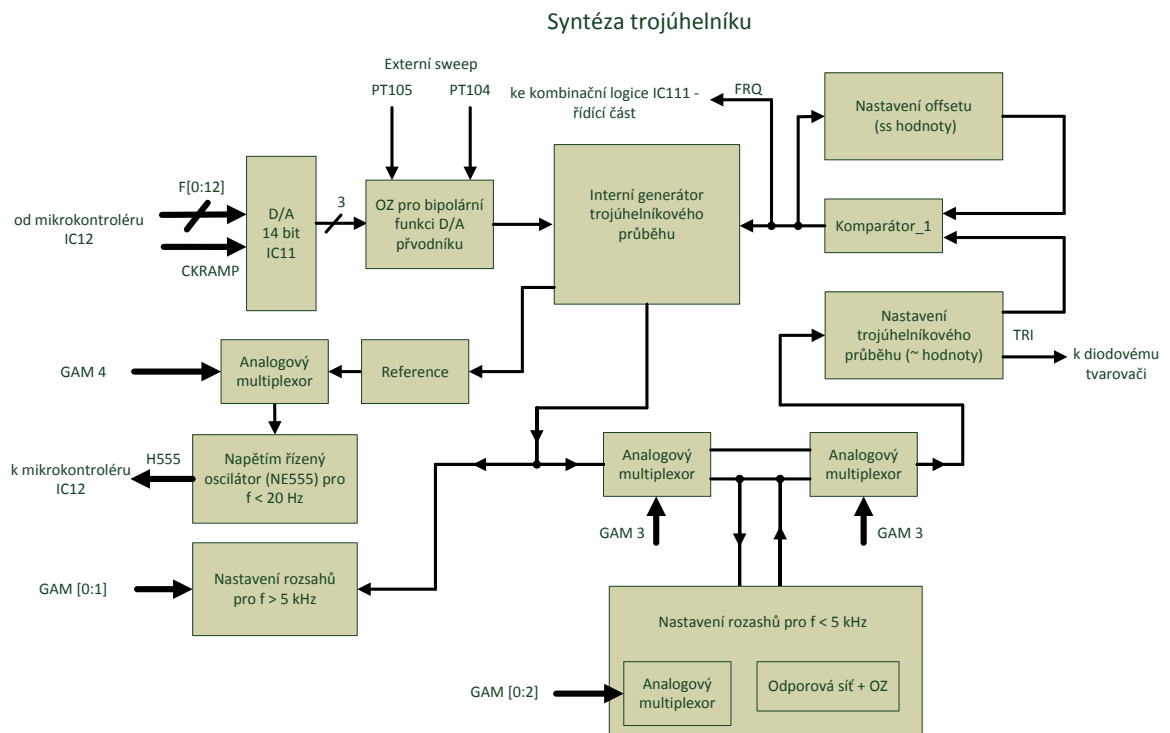 Syntéza trojúhelníku
Externí sweep
PT105
PT104
ke kombinační logice IC111 -
řídící část
FRQ
Nastavení offsetu
(ss hodnoty)
F[0:12]
od mikrokontroléru
IC12
CKRAMP
D/A
14 bit
IC11
3
OZ pro bipolární
funkci D/A
přvodníku
Interní generátor
trojúhelníkového
průběhu
Komparátor_1
Nastavení
trojúhelníkového
průběhu (~ hodnoty)
TRI
k diodovému
tvarovači
GAM 4
Analogový
multiplexor
Reference
H555
k mikrokontroléru
IC12
Napětím řízený
oscilátor (NE555) pro
f < 20 Hz
Analogový
multiplexor
Analogový
multiplexor
GAM 3
GAM 3
GAM [0:1]
Nastavení rozsahů
pro f > 5 kHz
Nastavení rozashů pro f < 5 kHz
GAM [0:2]
Analogový
multiplexor
Odporová síť + OZ